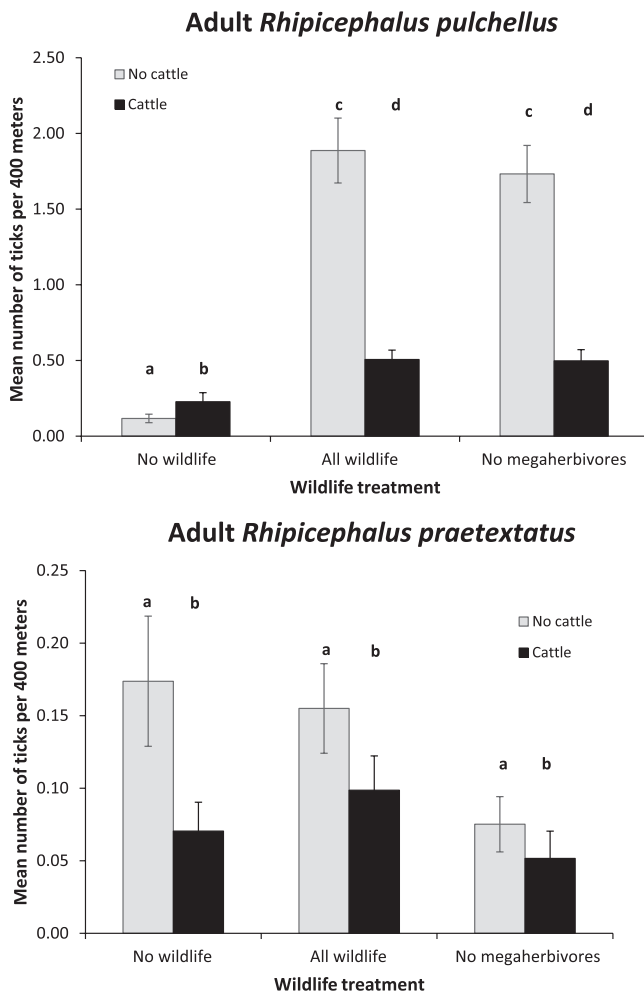 Adult Rhipicephalus pulchellus
2.50
No cattle
Cattle
2.00
1.50
1.00
0.50
0.00
Mean number of ticks per 400 meters
a
b
c
d
c
d
No wildlife
All wildlife
No megaherbivores
Wildlife treatment
Adult Rhipicephalus praetextatus
0.25
0.20
0.15
0.10
0.05
0.00
Mean number of ticks per 400 meters
No cattle
Cattle
a
b
a
b
a
b
No wildlife
All wildlife
No megaherbivores
Wildlife treatment